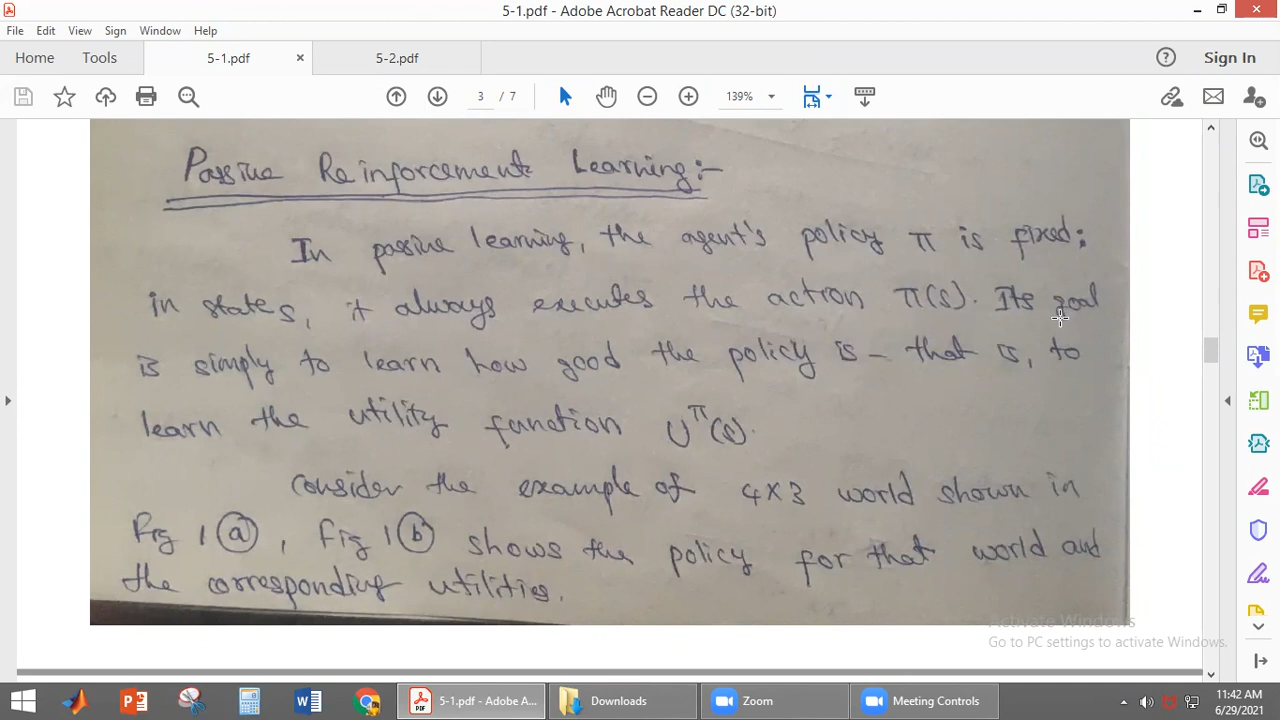 5-1.pdf - Adobe Acrobat Reader DC (32-bit)
File Edit View Sign Window Help
Home Tools 5-1.pdf × 5-2.pdf Sign In
3 / 7 139%
Passive Reinforcement Learning:-
In passive learning, the agent's policy π is fixed:
in state s, it always executes the action π(s). Its goal
is simply to learn how good the policy is - that is, to
learn the utility function U^π(s).
Consider the example of 4x3 world shown in
Fig 1 (a), Fig 1 (b) shows the policy for that world and
the corresponding utilities.
Activate Windows
Go to PC settings to activate Windows.
5-1.pdf - Adobe A... Downloads Zoom Meeting Controls
11:42 AM
6/29/2021